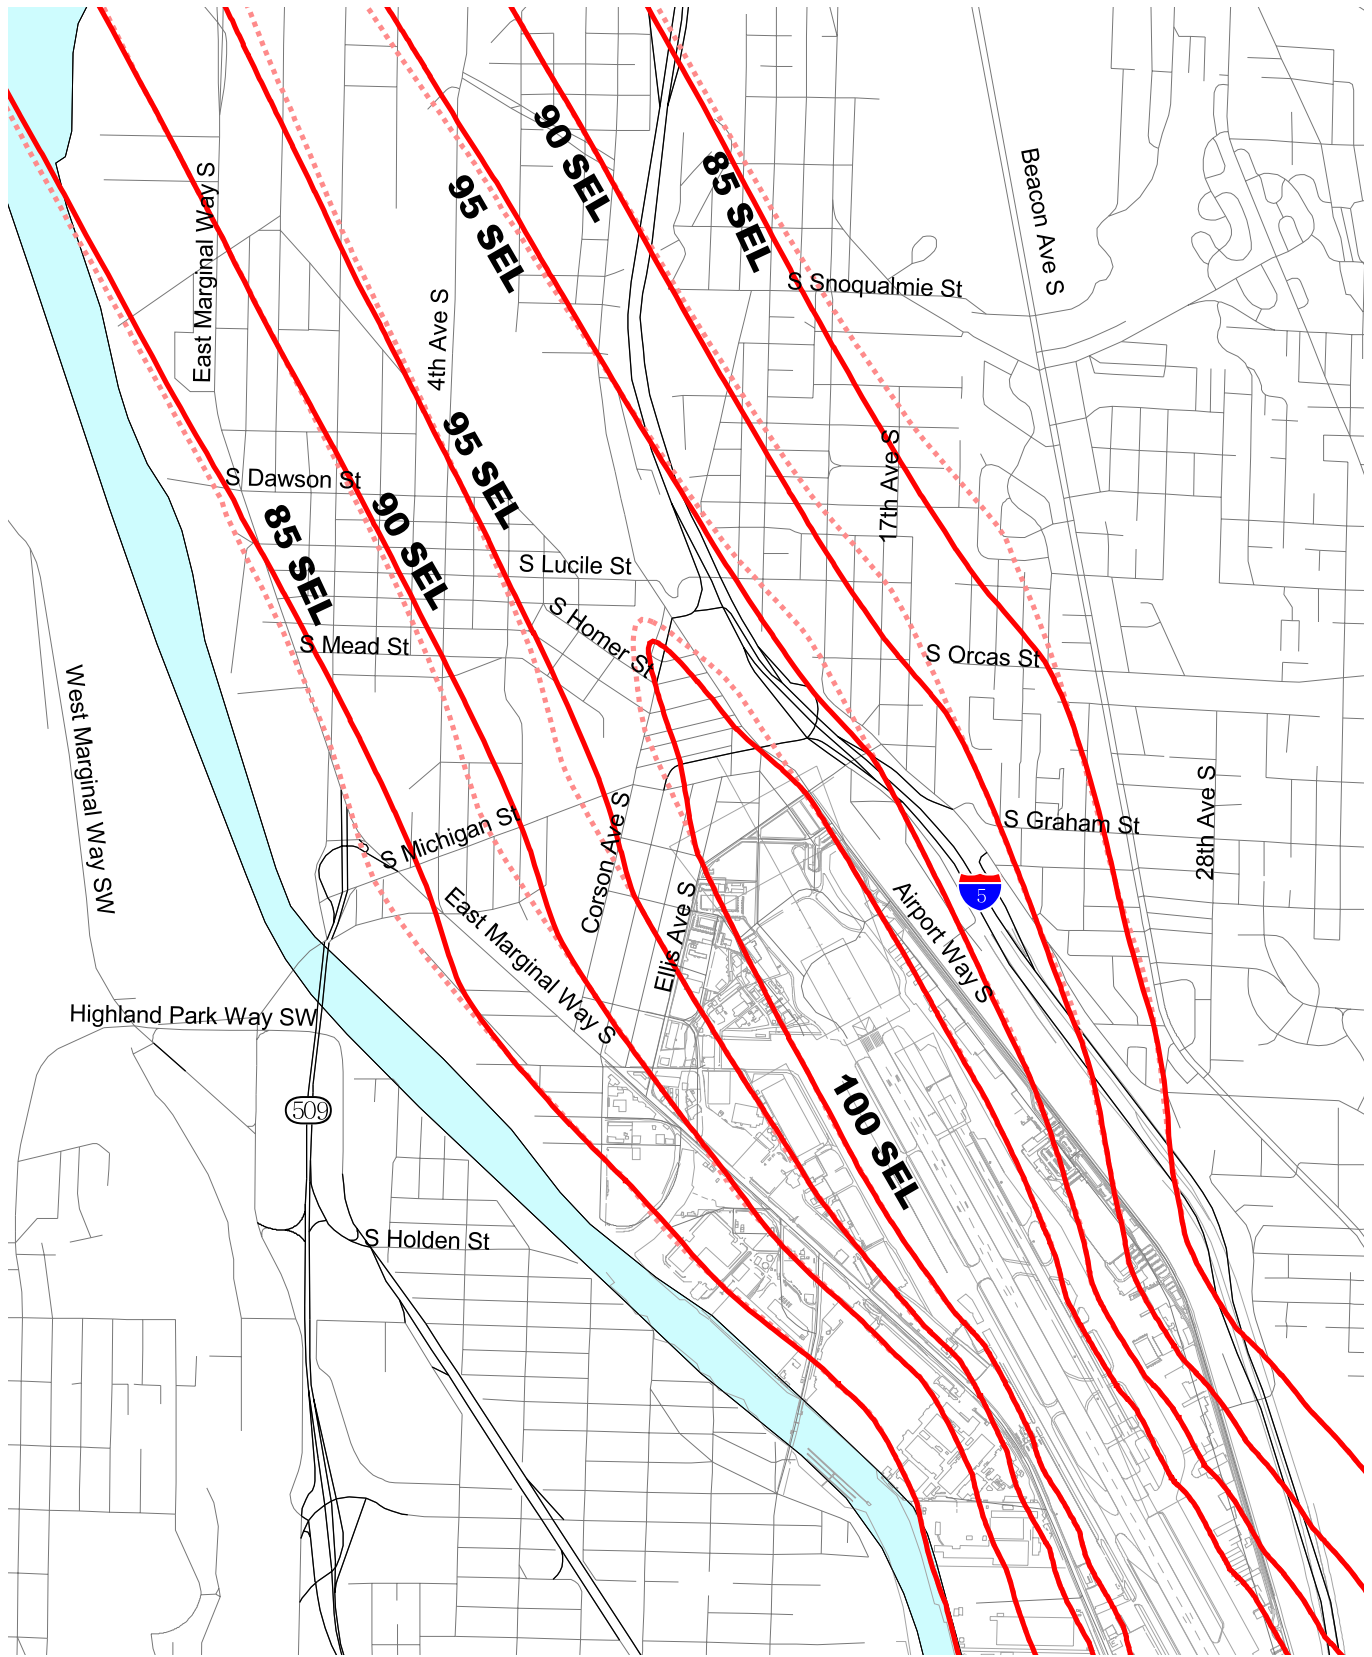 90 SEL
85 SEL
95 SEL
Beacon Ave S
East Marginal Way S
S Snoqualmie St
4th Ave S
95 SEL
17th Ave S
S Dawson St
90 SEL
85 SEL
S Lucile St
S Homer St
S Mead St
S Orcas St
West Marginal Way SW
28th Ave S
S Graham St
S Michigan St
Corson Ave S
Ellis Ave S
East Marginal Way S
Airport Way S
5
Highland Park Way SW
509
100 SEL
S Holden St